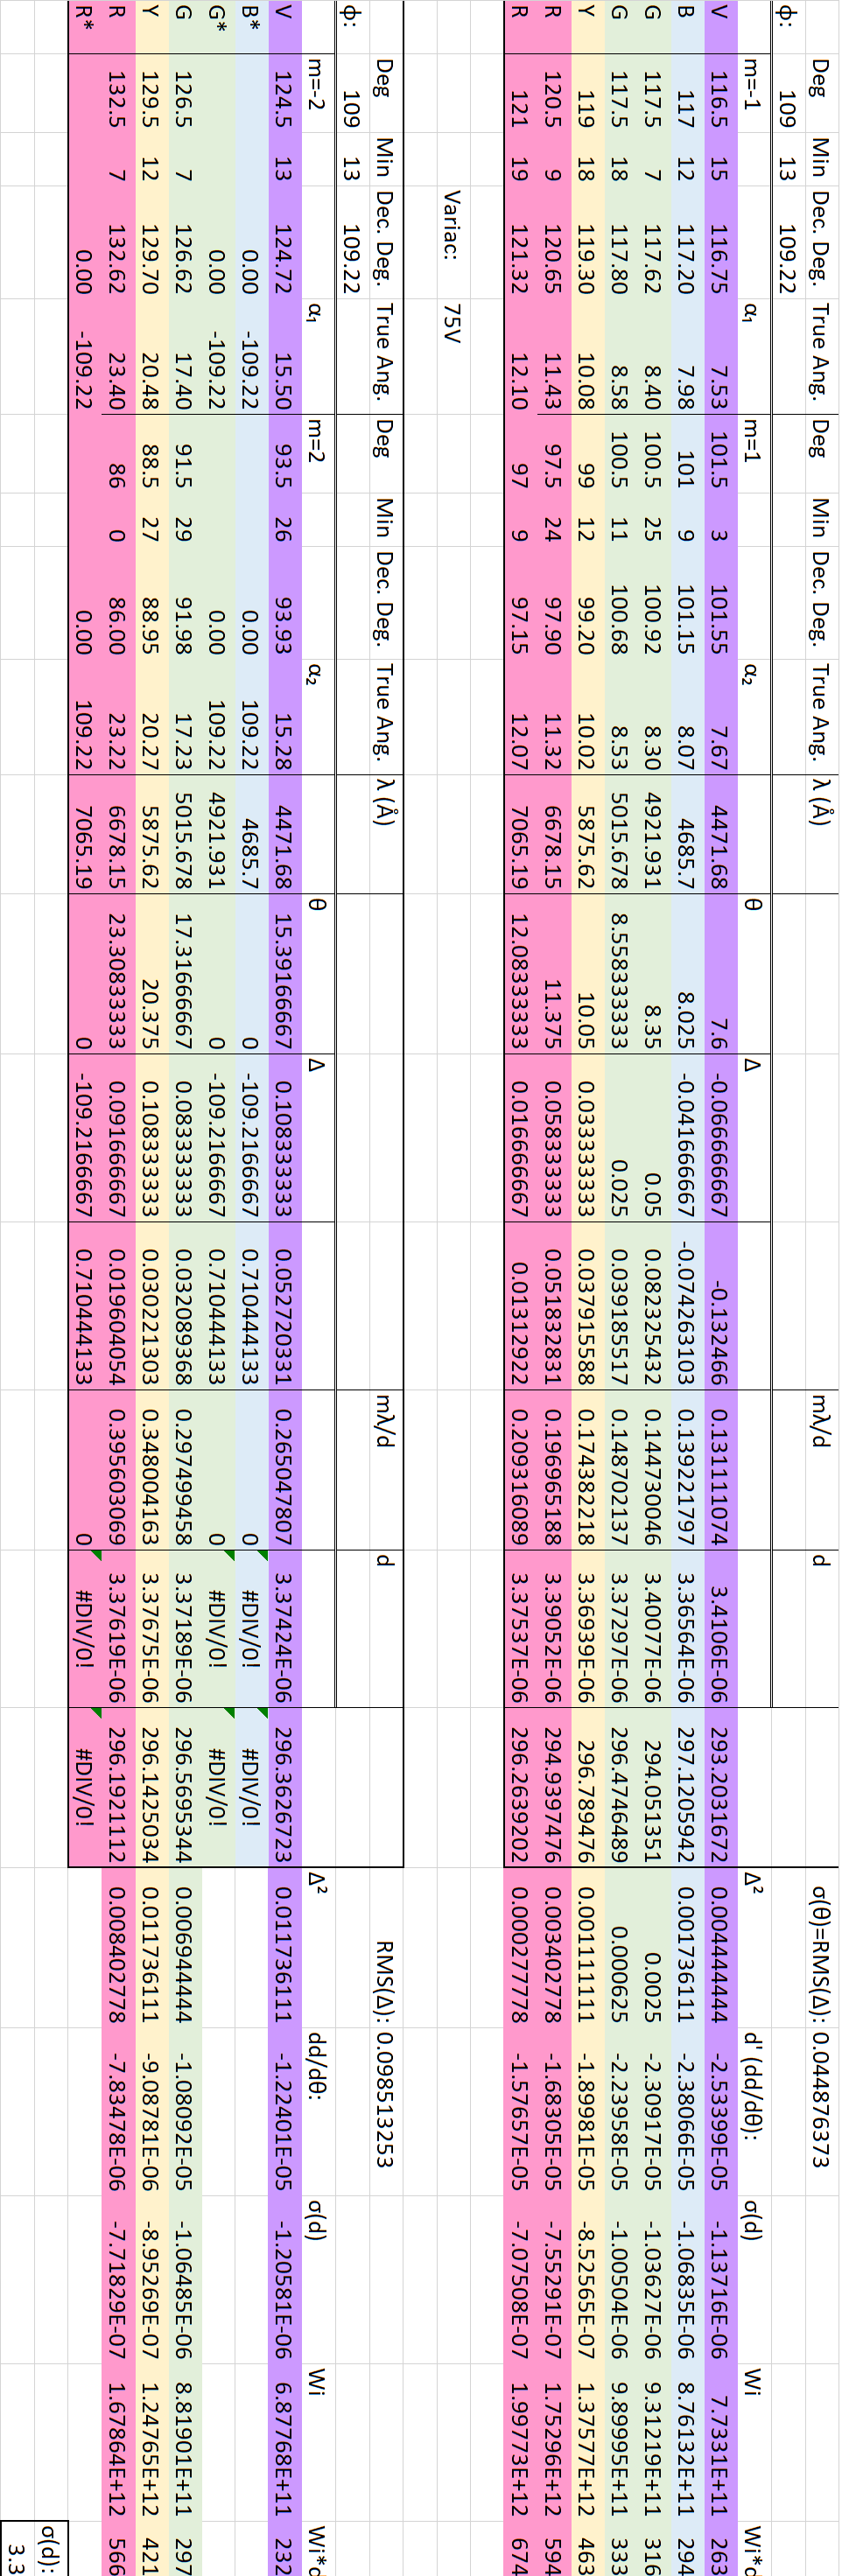 Deg Min Dec. Deg. True Ang. Deg Min Dec. Deg. True Ang. λ (Å) θ Δ mλ/d d σ(θ)=RMS(Δ): 0.044876373
ϕ: 109 13 109.22
m=-1 α₁ m=1 α₂ Δ² d' (dd/dθ): σ(d) Wi Wi*d
V 116.5 15 116.75 7.53 101.5 3 101.55 7.67 4471.68 7.6 -0.066666667 -0.132466 0.131111074 3.4106E-06 293.2031672 0.004444444 -2.53399E-05 -1.13716E-06 7.7331E+11 263
B 117 12 117.20 7.98 101 9 101.15 8.07 4685.7 8.025 -0.041666667 -0.074263103 0.139221797 3.36564E-06 297.1205942 0.001736111 -2.38066E-05 -1.06835E-06 8.76132E+11 294
G 117.5 7 117.62 8.40 100.5 25 100.92 8.30 4921.931 8.35 0.05 0.082325432 0.144730046 3.40077E-06 294.051351 0.0025 -2.30917E-05 -1.03627E-06 9.31219E+11 316
G 117.5 18 117.80 8.58 100.5 11 100.68 8.53 5015.678 8.558333333 0.025 0.039185517 0.148702137 3.37297E-06 296.4746489 0.000625 -2.23958E-05 -1.00504E-06 9.89995E+11 333
Y 119 18 119.30 10.08 99 12 99.20 10.02 5875.62 10.05 0.033333333 0.037915588 0.174382218 3.36939E-06 296.789476 0.001111111 -1.89981E-05 -8.52565E-07 1.37577E+12 463
R 120.5 9 120.65 11.43 97.5 24 97.90 11.32 6678.15 11.375 0.058333333 0.051832831 0.196965188 3.39052E-06 294.9397476 0.003402778 -1.68305E-05 -7.55291E-07 1.75296E+12 594
R 121 19 121.32 12.10 97 9 97.15 12.07 7065.19 12.08333333 0.016666667 0.01312922 0.209316089 3.37537E-06 296.2639202 0.000277778 -1.57657E-05 -7.07508E-07 1.99773E+12 674
Variac: 75V
Deg Min Dec. Deg. True Ang. Deg Min Dec. Deg. True Ang. λ (Å) θ mλ/d d RMS(Δ): 0.098513253
ϕ: 109 13 109.22
m=-2 α₁ m=2 α₂ Δ Δ² dd/dθ: σ(d) Wi Wi*d
V 124.5 13 124.72 15.50 93.5 26 93.93 15.28 4471.68 15.39166667 0.108333333 0.052720331 0.265047807 3.37424E-06 296.3626723 0.011736111 -1.22401E-05 -1.20581E-06 6.87768E+11 232
B* 0.00 -109.22 0.00 109.22 4685.7 0 -109.2166667 0.710444133 0 #DIV/0! #DIV/0!
G* 0.00 -109.22 0.00 109.22 4921.931 0 -109.2166667 0.710444133 0 #DIV/0! #DIV/0!
G 126.5 7 126.62 17.40 91.5 29 91.98 17.23 5015.678 17.31666667 0.083333333 0.032089368 0.297499458 3.37189E-06 296.5695344 0.006944444 -1.08092E-05 -1.06485E-06 8.81901E+11 297
Y 129.5 12 129.70 20.48 88.5 27 88.95 20.27 5875.62 20.375 0.108333333 0.030221303 0.348004163 3.37675E-06 296.1425034 0.011736111 -9.08781E-06 -8.95269E-07 1.24765E+12 421
R 132.5 7 132.62 23.40 86 0 86.00 23.22 6678.15 23.30833333 0.091666667 0.019604054 0.395603069 3.37619E-06 296.1921112 0.008402778 -7.83478E-06 -7.71829E-07 1.67864E+12 566
R* 0.00 -109.22 0.00 109.22 7065.19 0 -109.2166667 0.710444133 0 #DIV/0! #DIV/0!
σ(d):
3.3